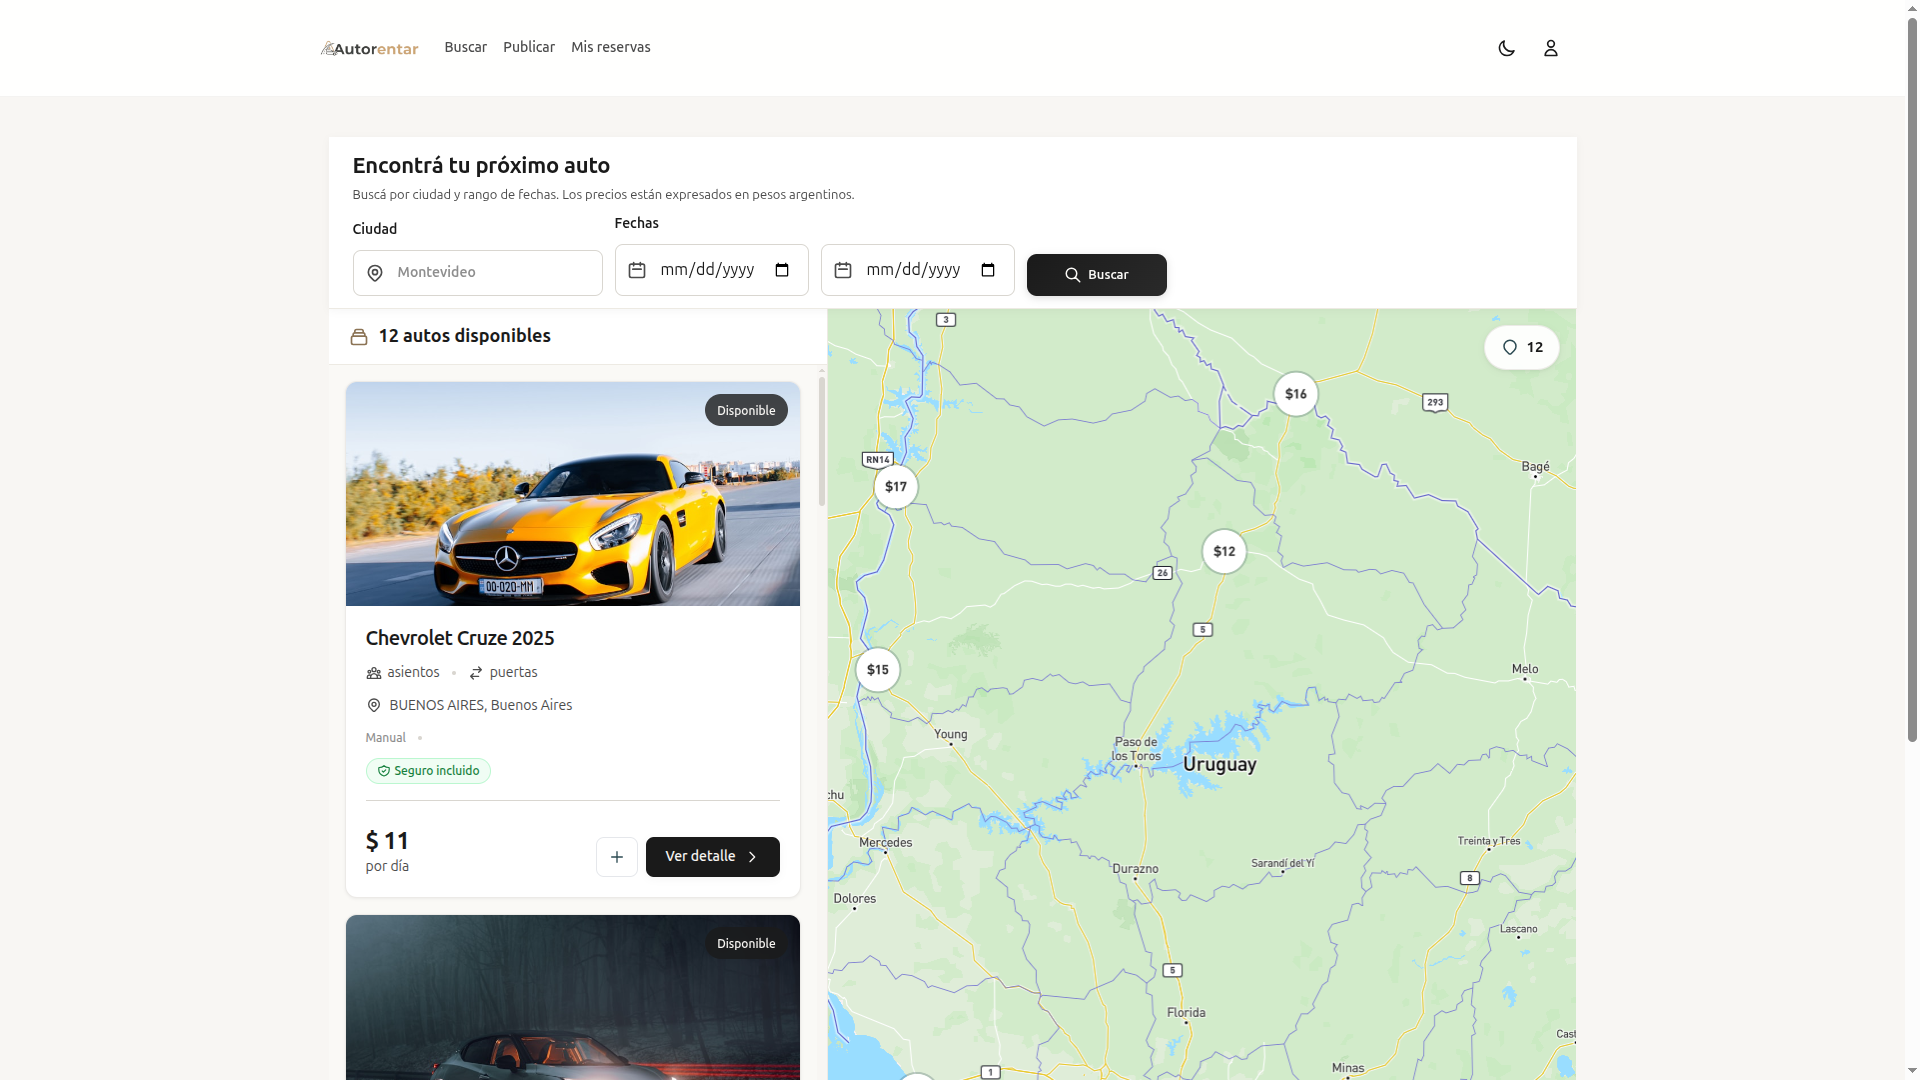 Autorentar
Buscar
Publicar
Mis reservas
Encontrá tu próximo auto
Buscá por ciudad y rango de fechas. Los precios están expresados en pesos argentinos.
Ciudad
Fechas
Montevideo
mm/dd/yyyy
mm/dd/yyyy
Buscar
12 autos disponibles
Disponible
00-020-MM
Chevrolet Cruze 2025
asientos • puertas
BUENOS AIRES, Buenos Aires
Manual •
Seguro incluido
$ 11
por día
Ver detalle
Disponible
3
12
$16
293
RN14
Bagé
$17
$12
26
5
$15
Melo
Young
Paso de
los Toros
Uruguay
chu
Mercedes
Treinta y Tres
Durazno
Sarandí del Yí
8
Dolores
Lascano
5
Florida
Cast
1
Minas